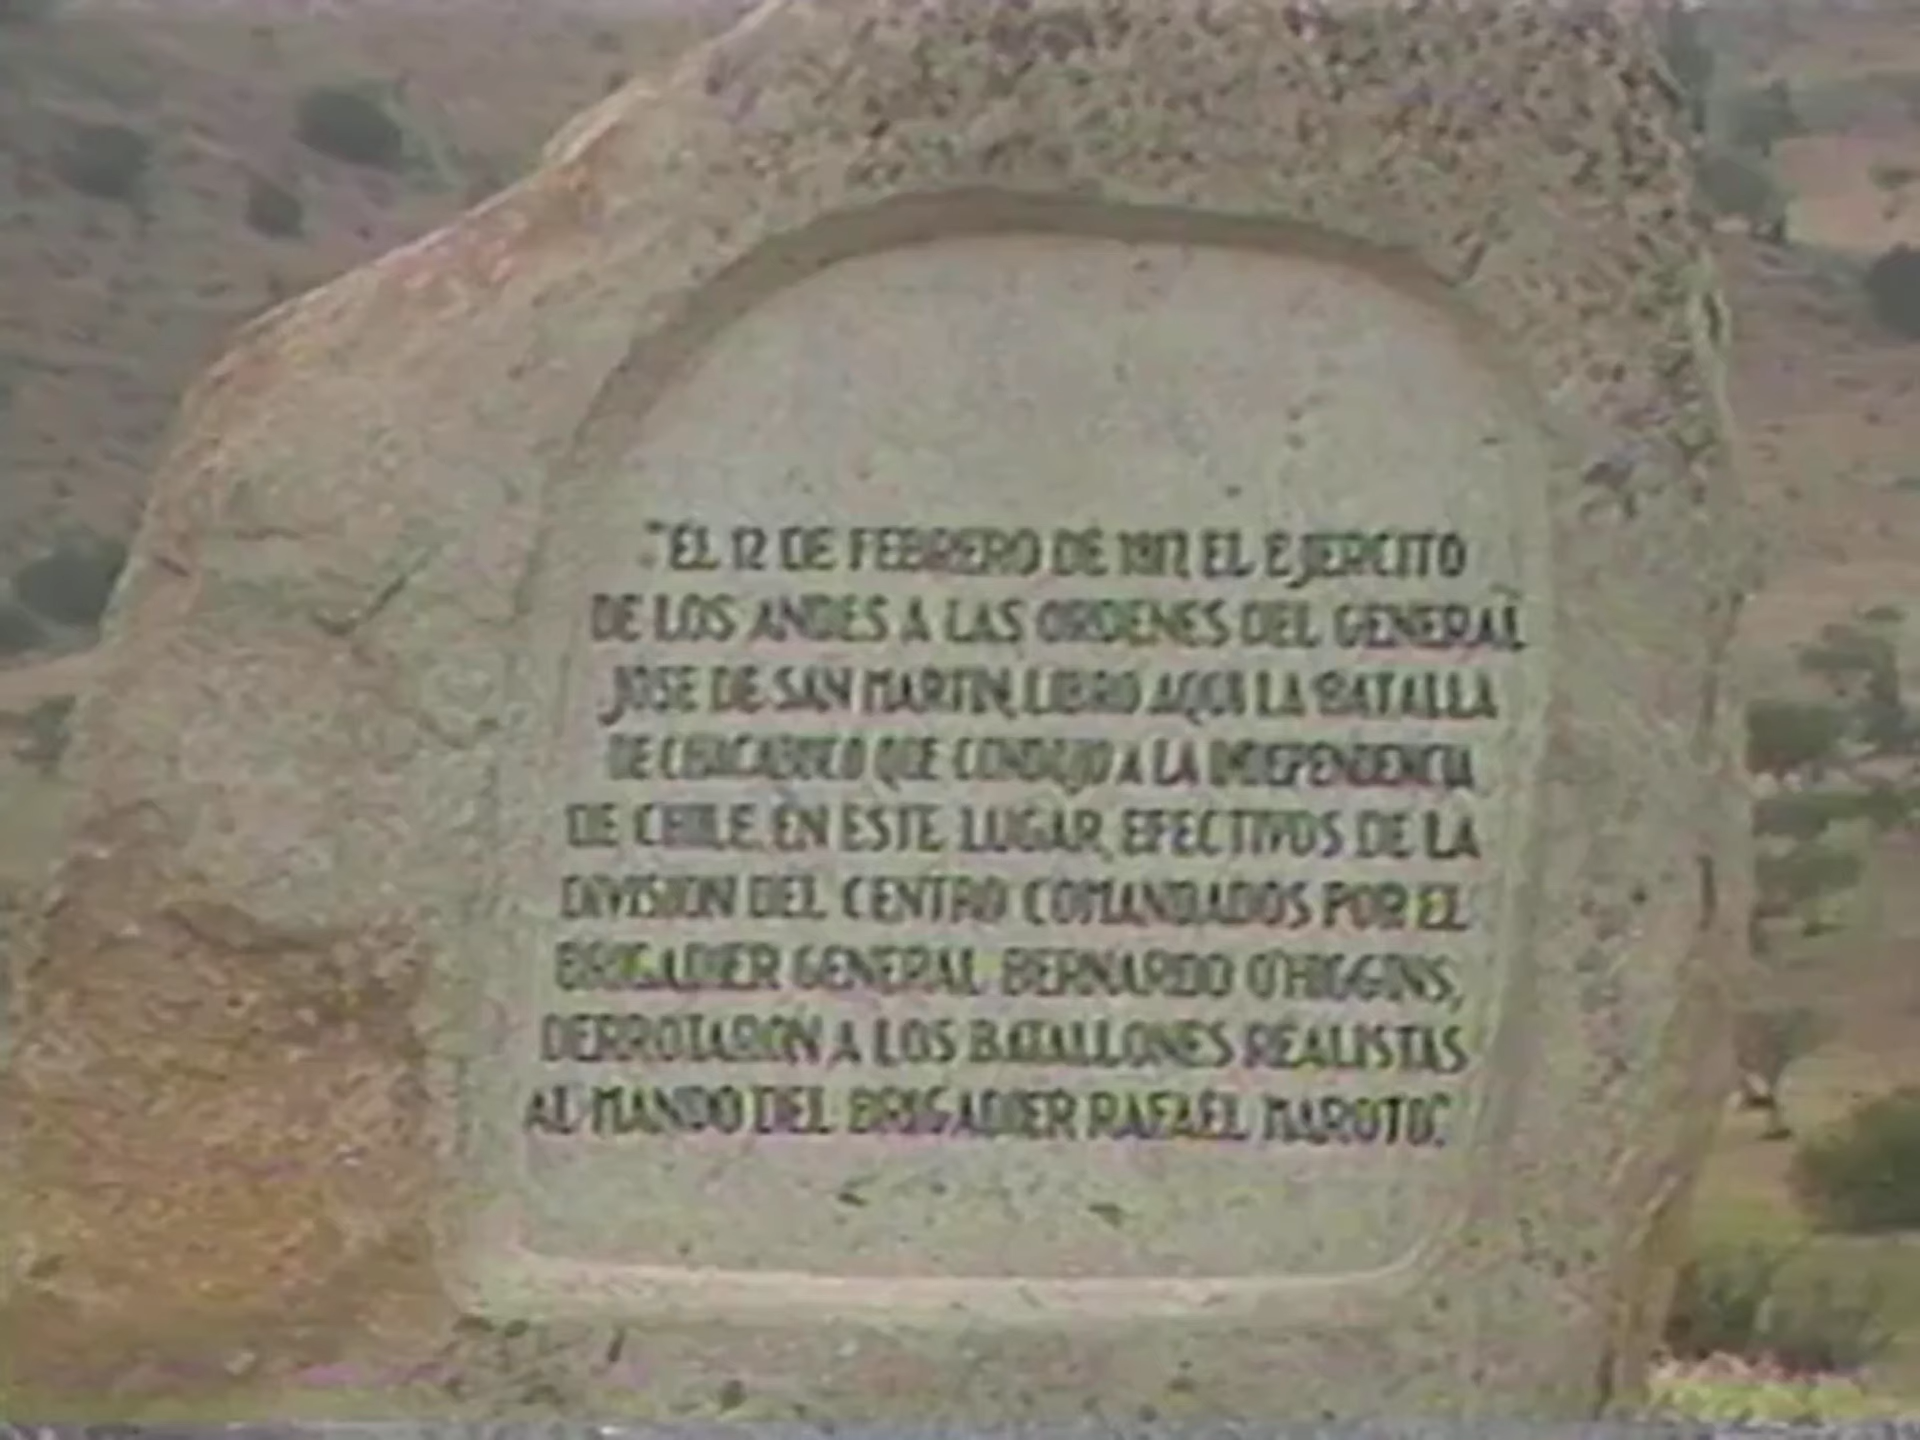 "EL 12 DE FEBRERO DE 1817 EL EJERCITO
DE LOS ANDES A LAS ORDENES DEL GENERAL
JOSE DE SAN MARTIN, LIBRO AQUI LA BATALLA
DE CHACABUCO QUE CONDUJO A LA INDEPENDENCIA
DE CHILE. EN ESTE LUGAR, EFECTIVOS DE LA
DIVISION DEL CENTRO COMANDADOS POR EL
BRIGADIER GENERAL BERNARDO O'HIGGINS,
DERROTARON A LOS BATALLONES REALISTAS
AL MANDO DEL BRIGADIER RAFAEL MAROTO".